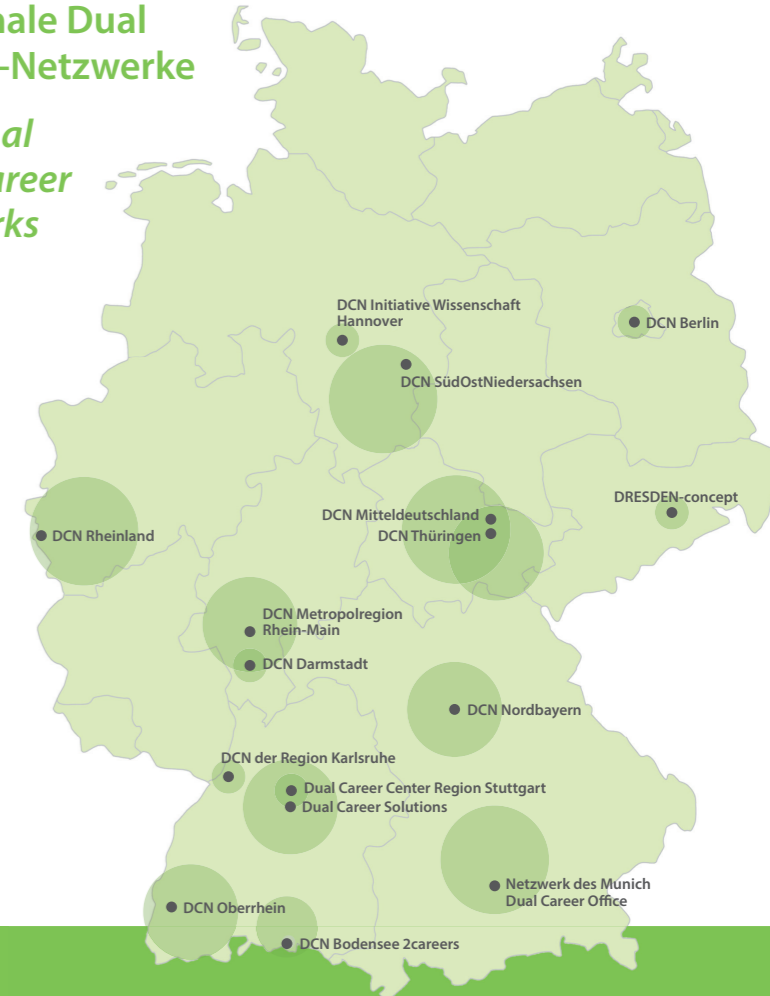 nale Dual
-Netzwerke
al
areer
rks
DCN Initiative Wissenschaft
Hannover
DCN Berlin
DCN SüdOstNiedersachsen
DRESDEN-concept
DCN Mitteldeutschland
DCN Thüringen
DCN Rheinland
DCN Metropolregion
Rhein-Main
DCN Darmstadt
DCN Nordbayern
DCN der Region Karlsruhe
Dual Career Center Region Stuttgart
Dual Career Solutions
Netzwerk des Munich
Dual Career Office
DCN Oberrhein
DCN Bodensee 2careers